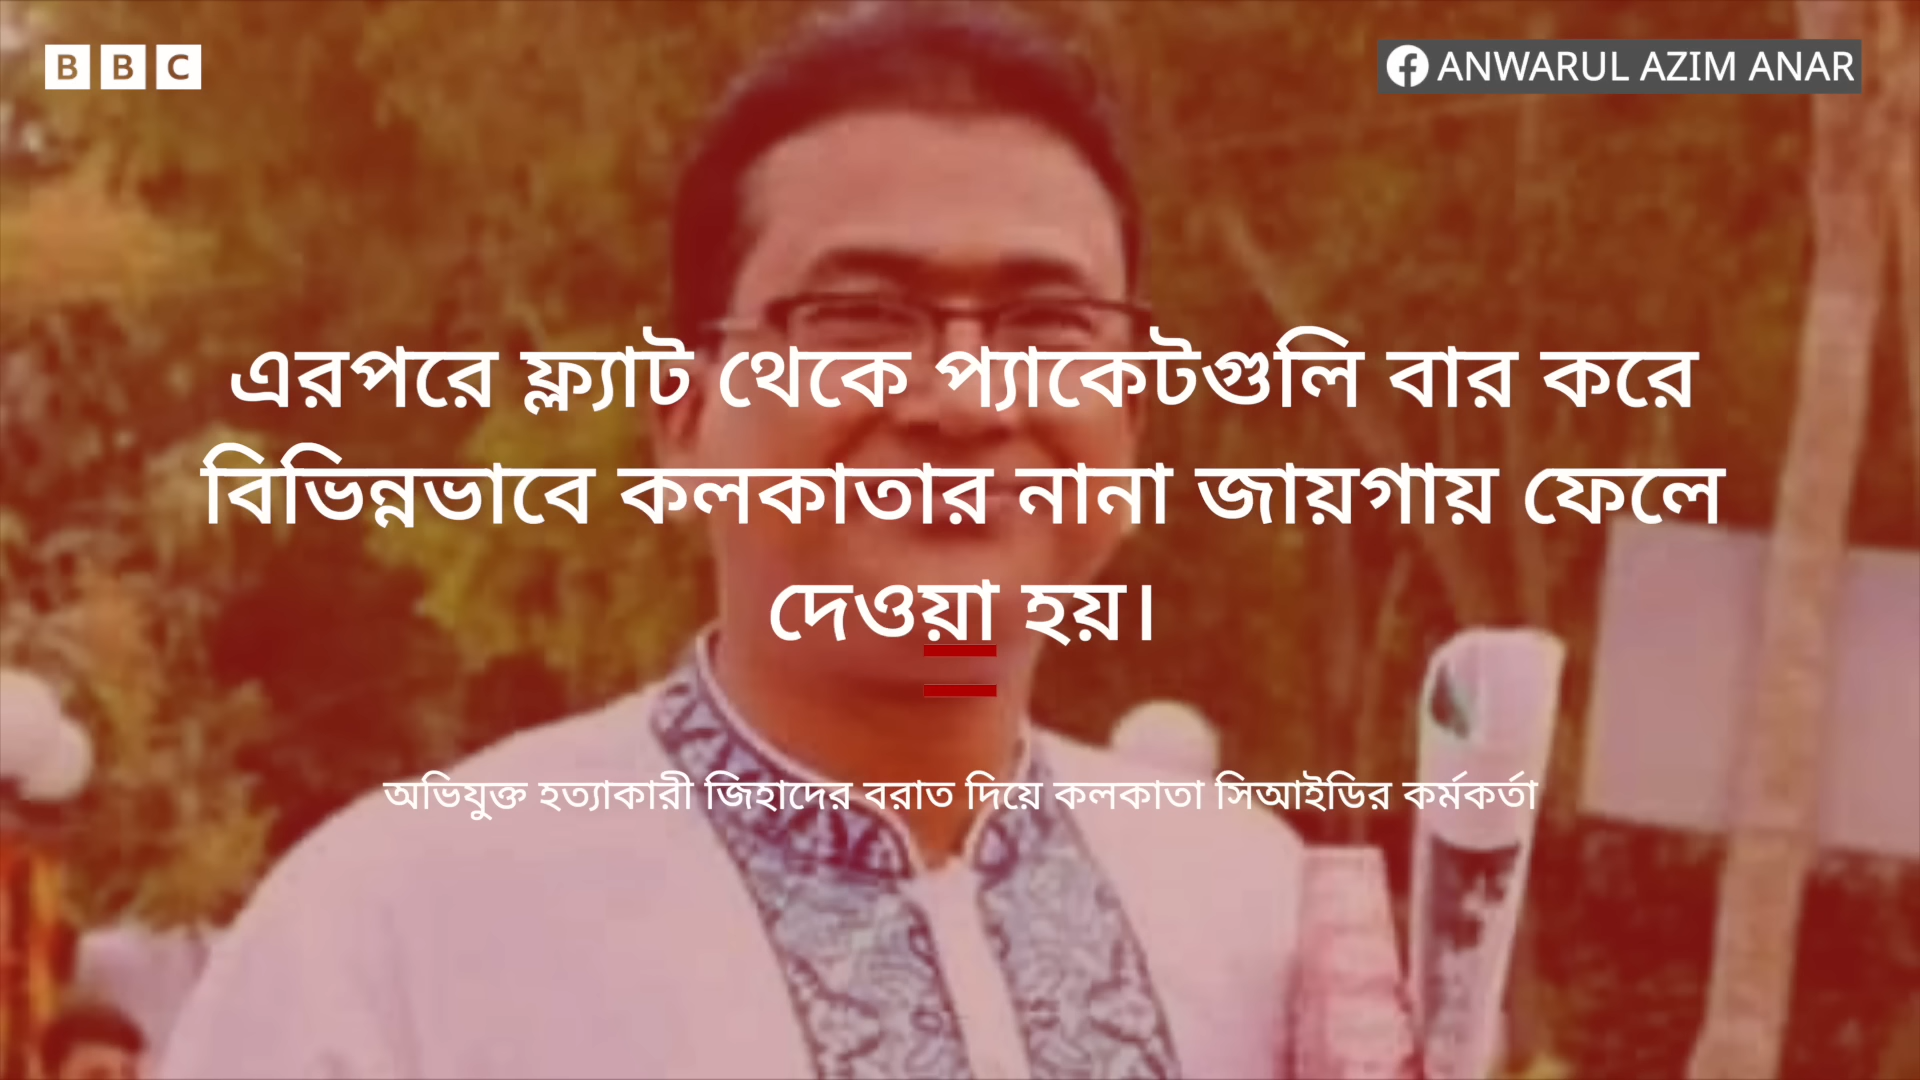 BBC
ANWARUL AZIM ANAR
এরপরে ফ্ল্যাট থেকে প্যাকেটগুলি বার করে
বিভিন্নভাবে কলকাতার নানা জায়গায় ফেলে
দেওয়া হয়।
অভিযুক্ত হত্যাকারী জিহাদের বরাত দিয়ে কলকাতা সিআইডির কর্মকর্তা